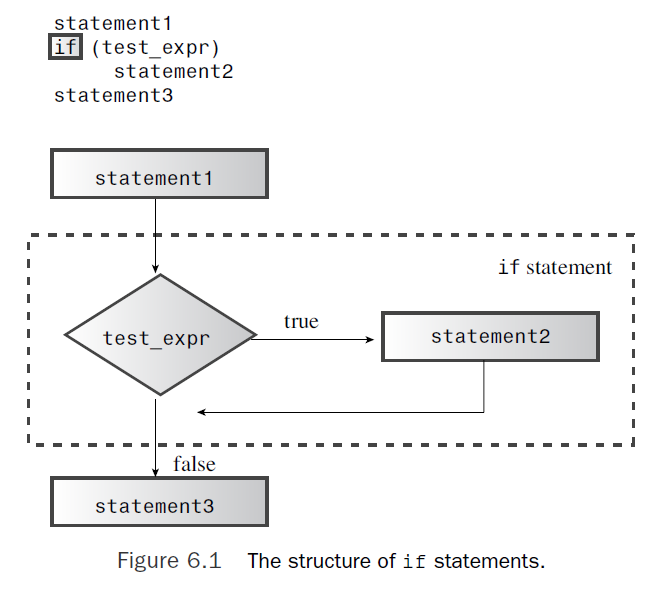 statement1
if (test_expr)
statement2
statement3
statement1
if statement
true
test_expr
statement2
false
statement3
Figure 6.1 The structure of if statements.